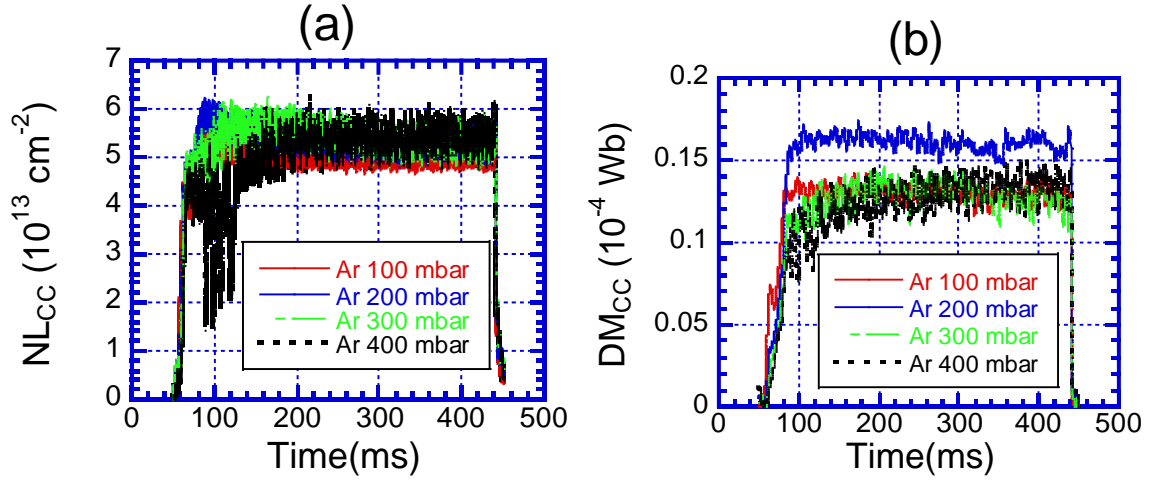 (a)
NLCC (10^13 cm^-2)
7
6
5
4
3
2
1
0
Ar 100 mbar
Ar 200 mbar
Ar 300 mbar
Ar 400 mbar
0 100 200 300 400 500
Time(ms)
(b)
DMCC (10^-4 Wb)
0.2
0.15
0.1
0.05
0
Ar 100 mbar
Ar 200 mbar
Ar 300 mbar
Ar 400 mbar
0 100 200 300 400 500
Time(ms)